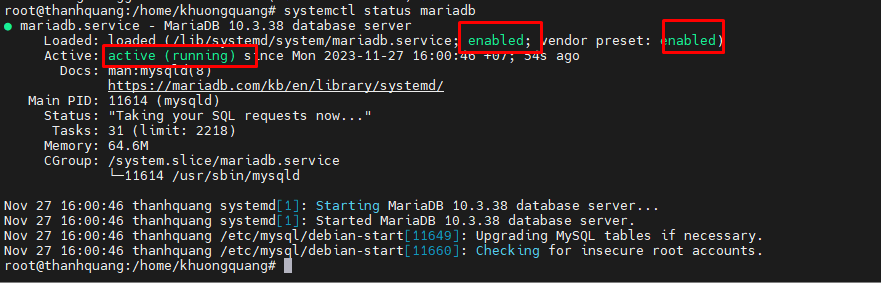 root@thanhquang:/home/khuongquang# systemctl status mariadb
● mariadb.service - MariaDB 10.3.38 database server
Loaded: loaded (/lib/systemd/system/mariadb.service; enabled; vendor preset: enabled)
Active: active (running) since Mon 2023-11-27 16:00:46 +07; 54s ago
Docs: man:mysqld(8)
https://mariadb.com/kb/en/library/systemd/
Main PID: 11614 (mysqld)
Status: "Taking your SQL requests now..."
Tasks: 31 (limit: 2218)
Memory: 64.6M
CGroup: /system.slice/mariadb.service
└─11614 /usr/sbin/mysqld
Nov 27 16:00:46 thanhquang systemd[1]: Starting MariaDB 10.3.38 database server...
Nov 27 16:00:46 thanhquang systemd[1]: Started MariaDB 10.3.38 database server.
Nov 27 16:00:46 thanhquang /etc/mysql/debian-start[11649]: Upgrading MySQL tables if necessary.
Nov 27 16:00:46 thanhquang /etc/mysql/debian-start[11660]: Checking for insecure root accounts.
root@thanhquang:/home/khuongquang#